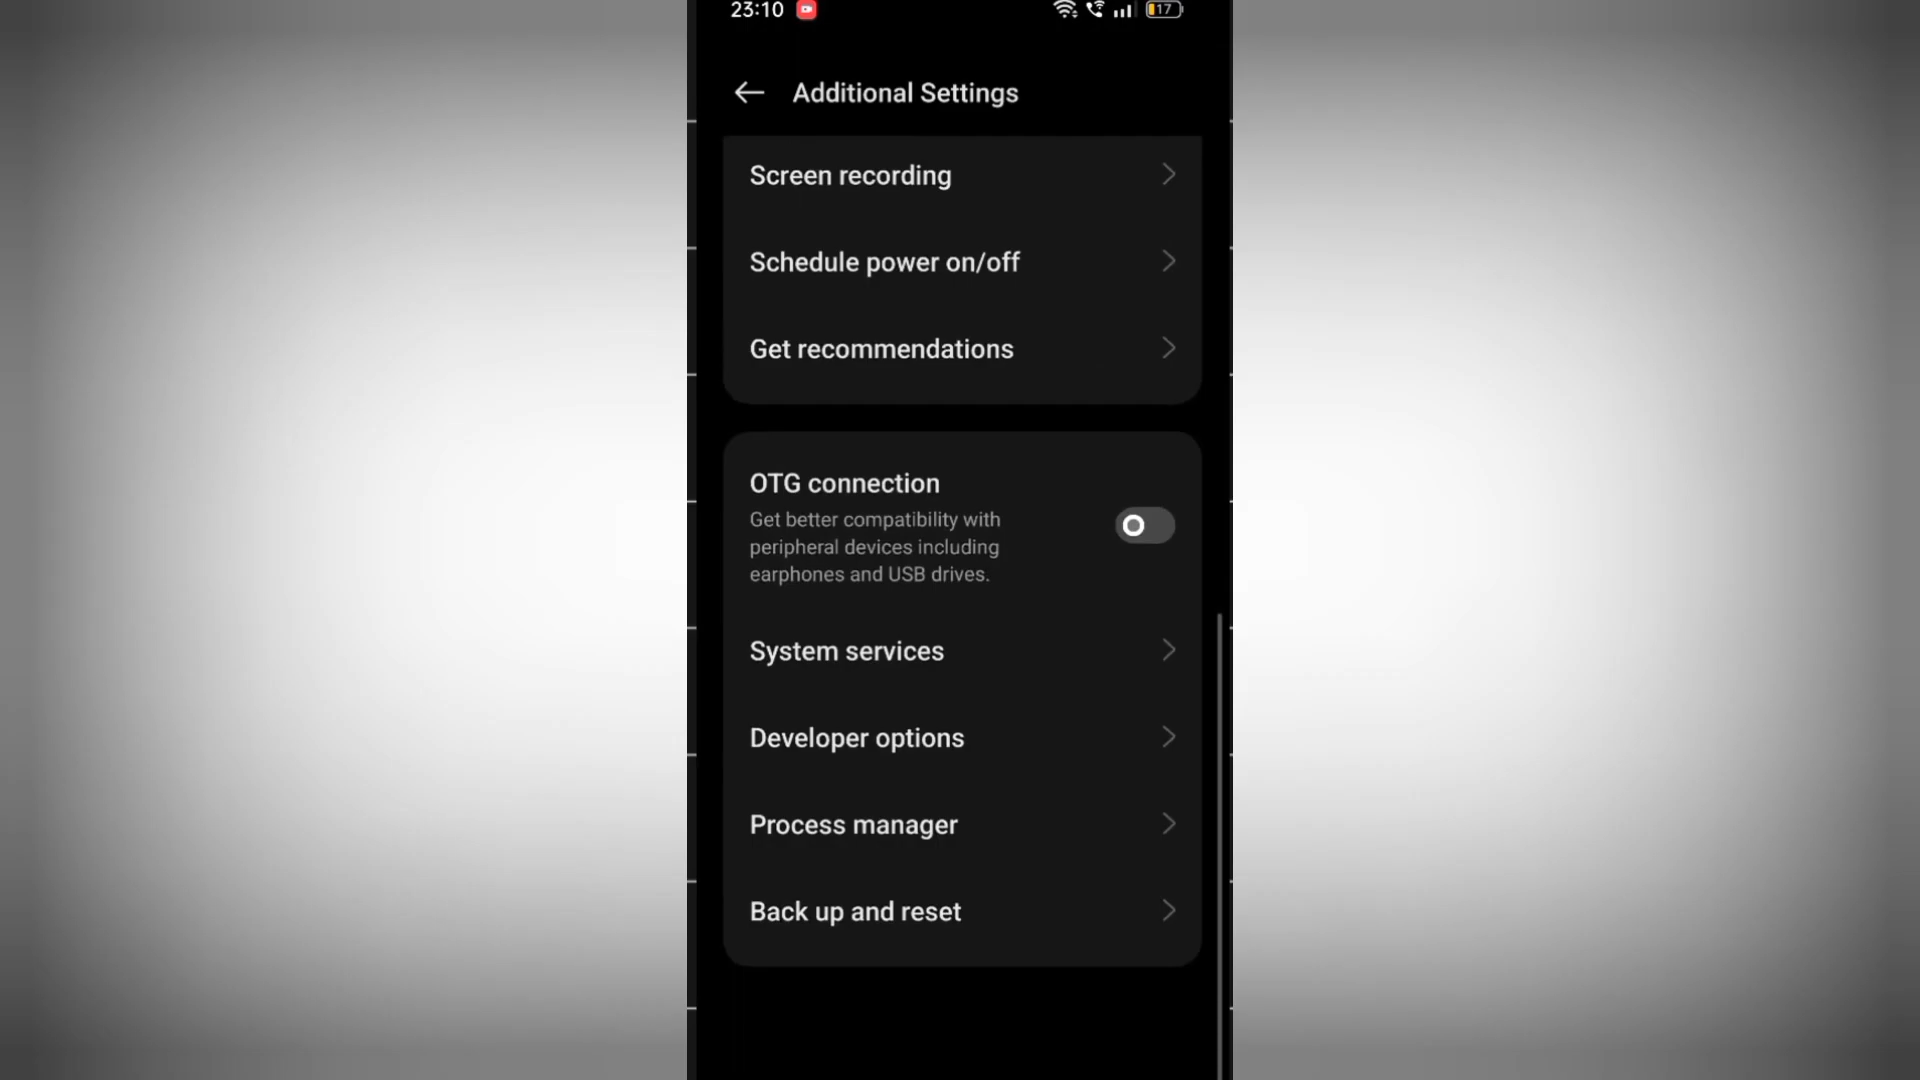 23:10
17
Additional Settings
Screen recording
Schedule power on/off
Get recommendations
OTG connection
Get better compatibility with
peripheral devices including
earphones and USB drives.
System services
Developer options
Process manager
Back up and reset